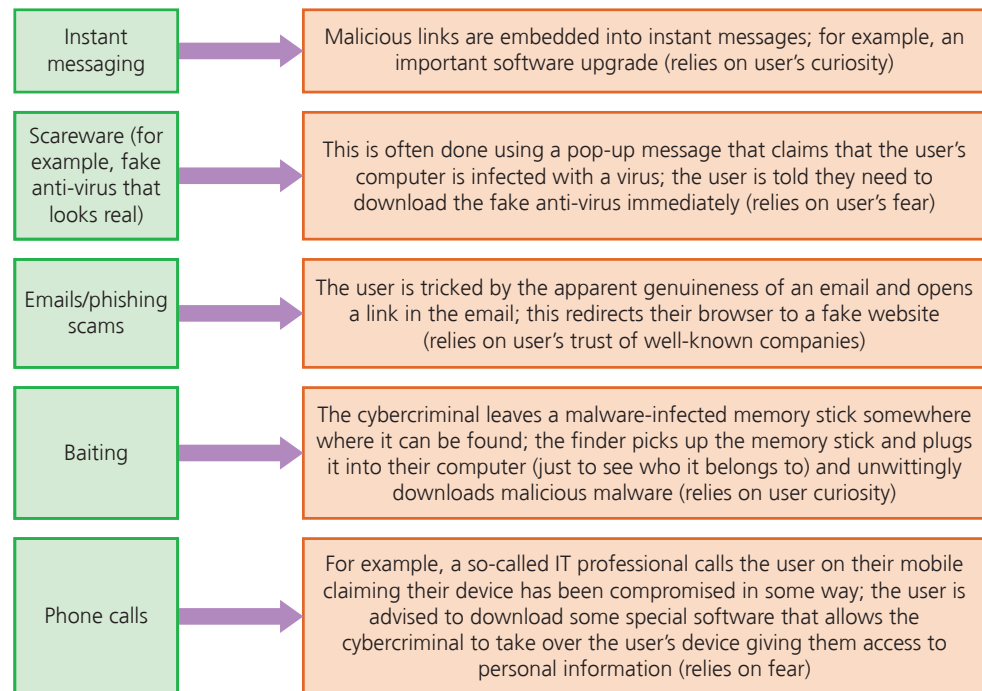 Instant
messaging
Malicious links are embedded into instant messages; for example, an
important software upgrade (relies on user's curiosity)
Scareware (for
example, fake
anti-virus that
looks real)
This is often done using a pop-up message that claims that the user's
computer is infected with a virus; the user is told they need to
download the fake anti-virus immediately (relies on user's fear)
Emails/phishing
scams
The user is tricked by the apparent genuineness of an email and opens
a link in the email; this redirects their browser to a fake website
(relies on user's trust of well-known companies)
Baiting
The cybercriminal leaves a malware-infected memory stick somewhere
where it can be found; the finder picks up the memory stick and plugs
it into their computer (just to see who it belongs to) and unwittingly
downloads malicious malware (relies on user curiosity)
Phone calls
For example, a so-called IT professional calls the user on their mobile
claiming their device has been compromised in some way; the user is
advised to download some special software that allows the
cybercriminal to take over the user's device giving them access to
personal information (relies on fear)